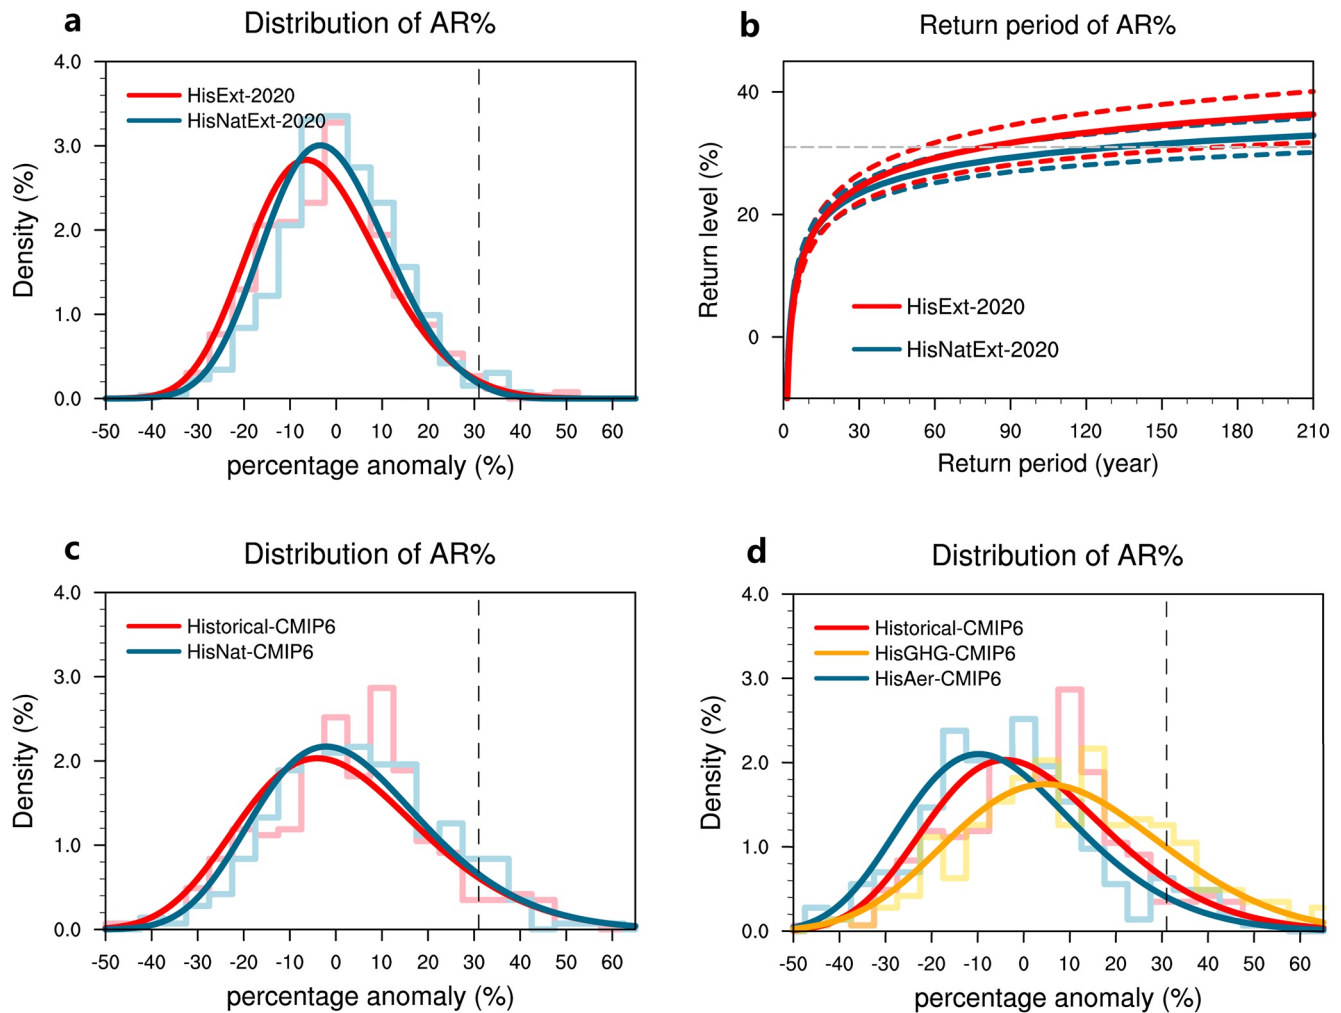 a
Distribution of AR%
4.0
3.0
2.0
1.0
0.0
Density (%)
HisExt-2020
HisNatExt-2020
-50 -40 -30 -20 -10 0 10 20 30 40 50 60
percentage anomaly (%)
b
Return period of AR%
40
20
0
Return level (%)
HisExt-2020
HisNatExt-2020
0 30 60 90 120 150 180 210
Return period (year)
c
Distribution of AR%
4.0
3.0
2.0
1.0
0.0
Density (%)
Historical-CMIP6
HisNat-CMIP6
-50 -40 -30 -20 -10 0 10 20 30 40 50 60
percentage anomaly (%)
d
Distribution of AR%
4.0
3.0
2.0
1.0
0.0
Density (%)
Historical-CMIP6
HisGHG-CMIP6
HisAer-CMIP6
-50 -40 -30 -20 -10 0 10 20 30 40 50 60
percentage anomaly (%)